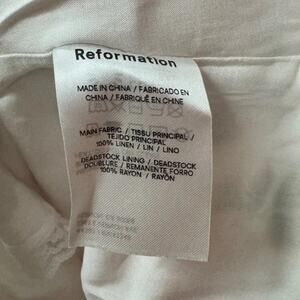 Reformation
MADE IN CHINA / FABRICADO EN
CHINA / FABRIQUÉ EN CHINE
MAIN FABRIC / TISSU PRINCIPAL /
TEJIDO PRINCIPAL
100% LINEN / LIN / LINO
DEADSTOCK LINING / DEADSTOCK
DOUBLURE / REMANENTE FORRO
100% RAYON / RAYÓN